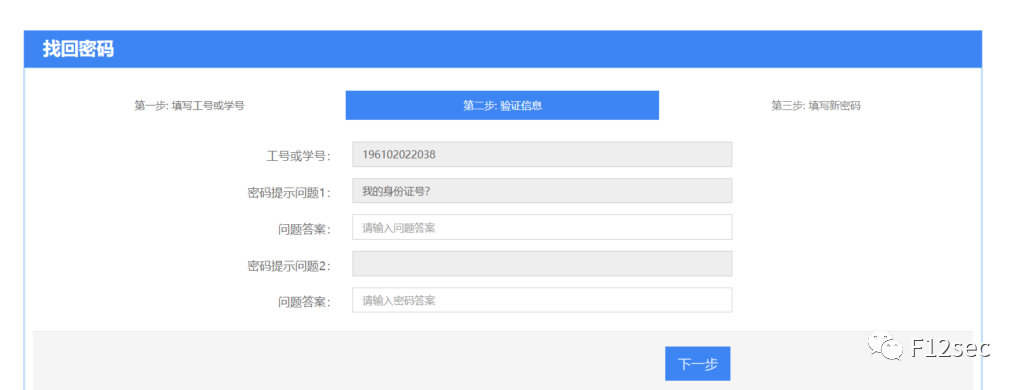 找回密码
第一步: 填写工号或学号 第二步: 验证信息 第三步: 填写新密码
工号或学号: 196102022038
密码提示问题1: 我的身份证号?
问题答案: 请输入问题答案
密码提示问题2:
问题答案: 请输入密码答案
下一步
F12sec